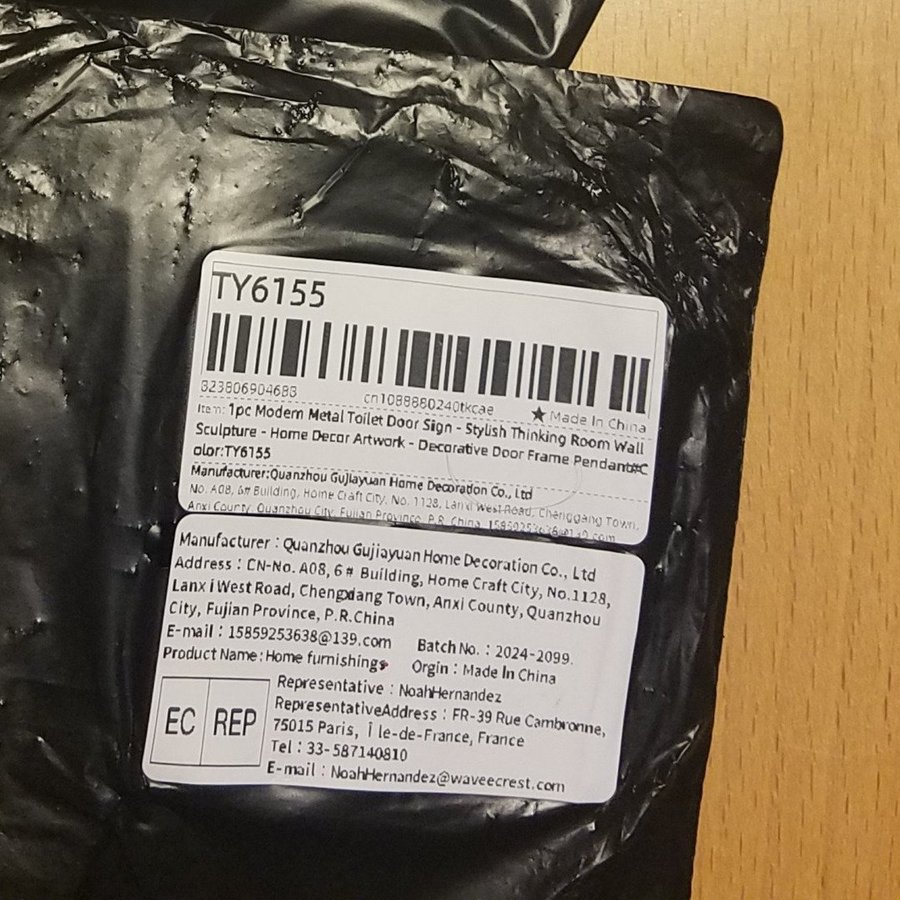 TY6155
823806904688
cn1088880240tkcae
★ Made In China
Item: 1pc Modern Metal Toilet Door Sign - Stylish Thinking Room Wall
Sculpture - Home Decor Artwork - Decorative Door Frame Pendant#C
olor:TY6155
Manufacturer:Quanzhou Gujiayuan Home Decoration Co., Ltd
No. A08, 6# Building, Home Craft City, No. 1128, Lanxi West Road, Chenggang Town,
Anxi County, Quanzhou City, Fujian Province, P.R. China,
Manufacturer : Quanzhou Gujiayuan Home Decoration Co., Ltd
Address : CN-No. A08, 6# Building, Home Craft City, No.1128,
Lanxi West Road, Chengxiang Town, Anxi County, Quanzhou
City, Fujian Province, P.R.China
E-mail : 15859253638@139.com
Batch No. : 2024-2099.
Product Name : Home furnishings
Orgin : Made In China
EC REP
Representative : NoahHernandez
RepresentativeAddress : FR-39 Rue Cambronne,
75015 Paris, Île-de-France, France
Tel : 33-587140810
E-mail : NoahHernandez@waveecrest.com